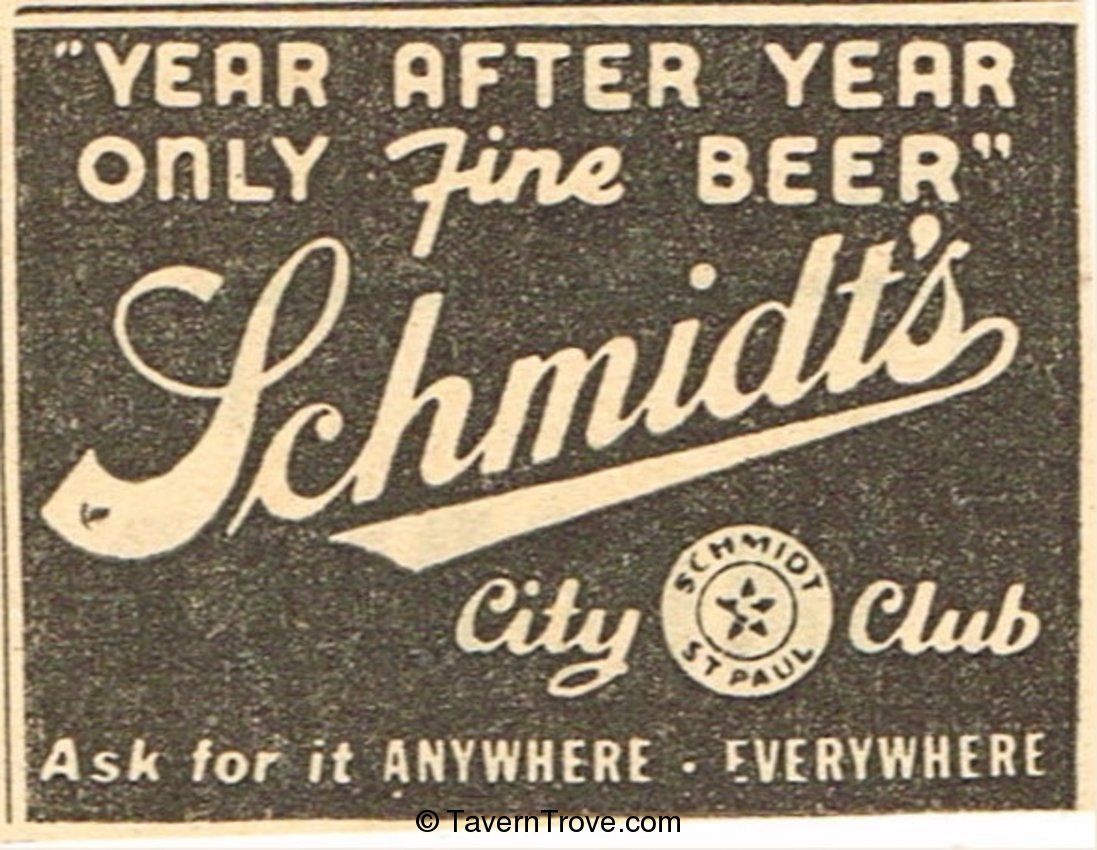 "YEAR AFTER YEAR
ONLY Fine BEER"
Schmidt's
City
SCHMIDT
ST PAUL
Club
Ask for it ANYWHERE · EVERYWHERE
© TavernTrove.com